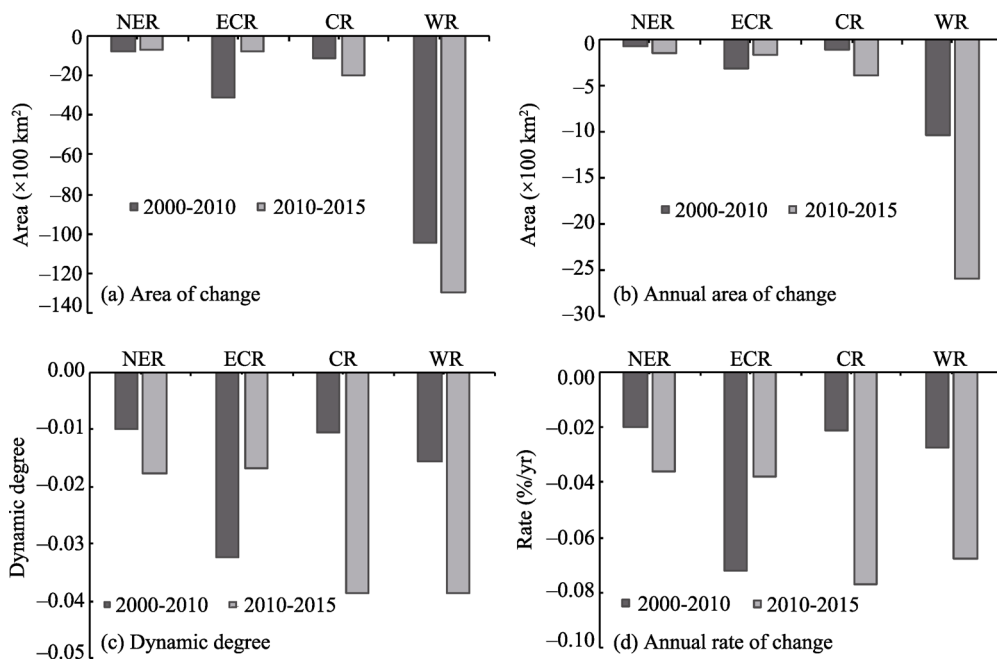 NER ECR CR WR
0
−20
−40
−60
−80
−100
−120
−140
Area (×100 km²)
2000-2010 2010-2015
(a) Area of change
NER ECR CR WR
0
−5
−10
−15
−20
−25
−30
Area (×100 km²)
2000-2010 2010-2015
(b) Annual area of change
NER ECR CR WR
0.00
−0.01
−0.02
−0.03
−0.04
−0.05
Dynamic degree
2000-2010 2010-2015
(c) Dynamic degree
NER ECR CR WR
0.00
−0.02
−0.04
−0.06
−0.08
−0.10
Rate (%/yr)
2000-2010 2010-2015
(d) Annual rate of change